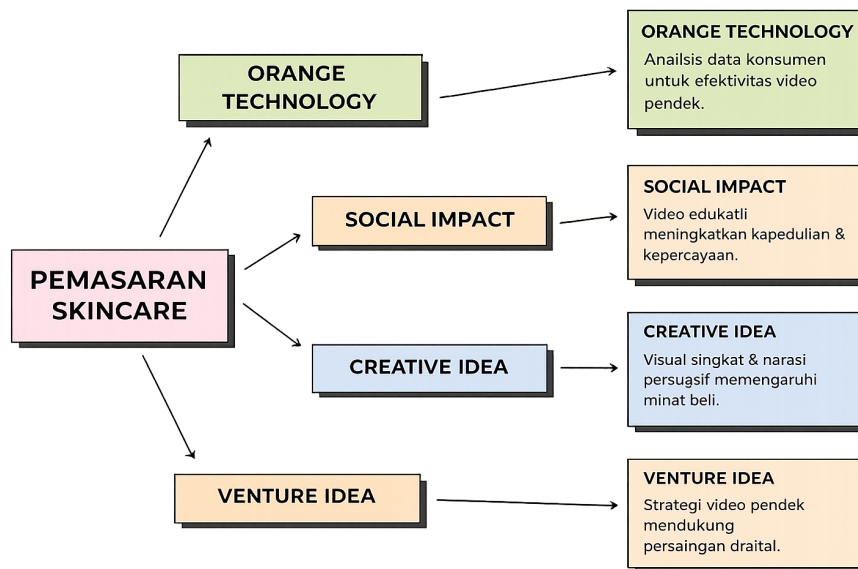 PEMASARAN
SKINCARE
ORANGE
TECHNOLOGY
SOCIAL IMPACT
CREATIVE IDEA
VENTURE IDEA
ORANGE TECHNOLOGY
Anailsis data konsumen
untuk efektivitas video
pendek.
SOCIAL IMPACT
Video edukatli
meningkatkan kapedulian &
kepercayaan.
CREATIVE IDEA
Visual singkat & narasi
persuąsif memengaruhi
minat beli.
VENTURE IDEA
Strategi video pendek
mendukung
persaingan draital.